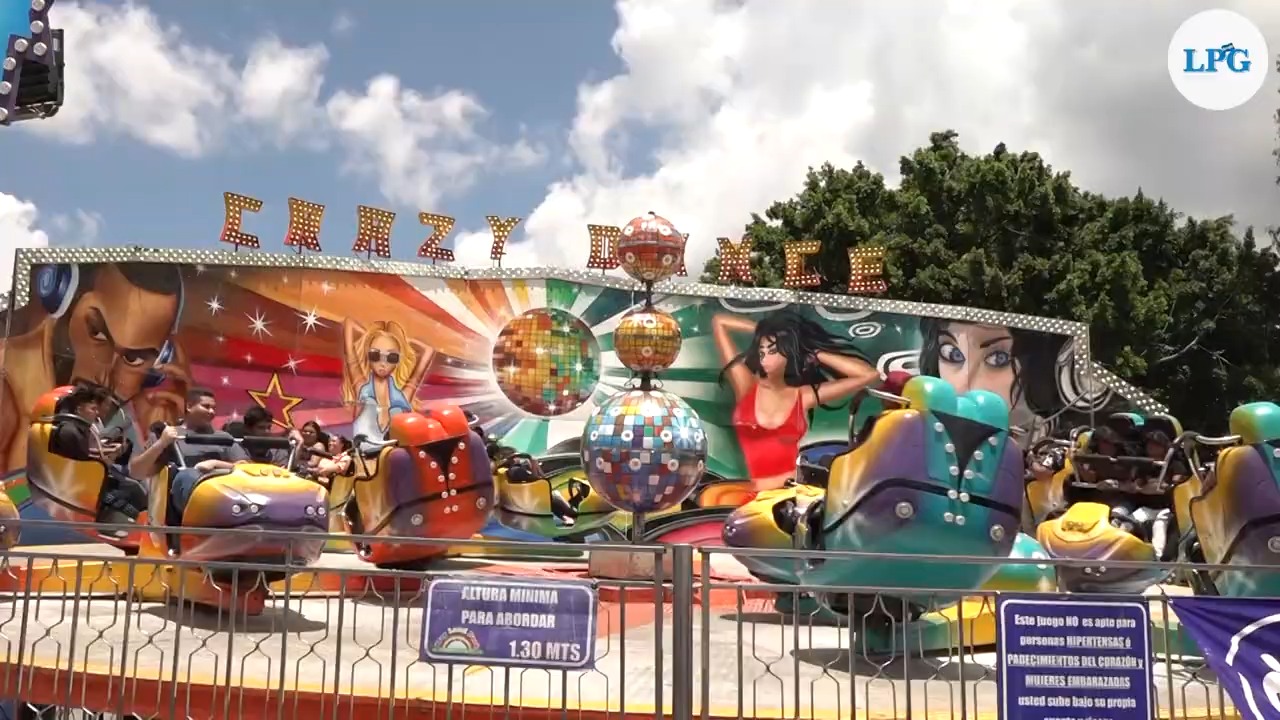 LPG
CRAZY DANCE
ALTURA MINIMA
PARA ABORDAR
1.30 MTS
Este Juego NO es apto para
personas HIPERTENSAS ó
PADECIMIENTOS DEL CORAZÓN y
MUJERES EMBARAZADAS
usted sube bajo su propia